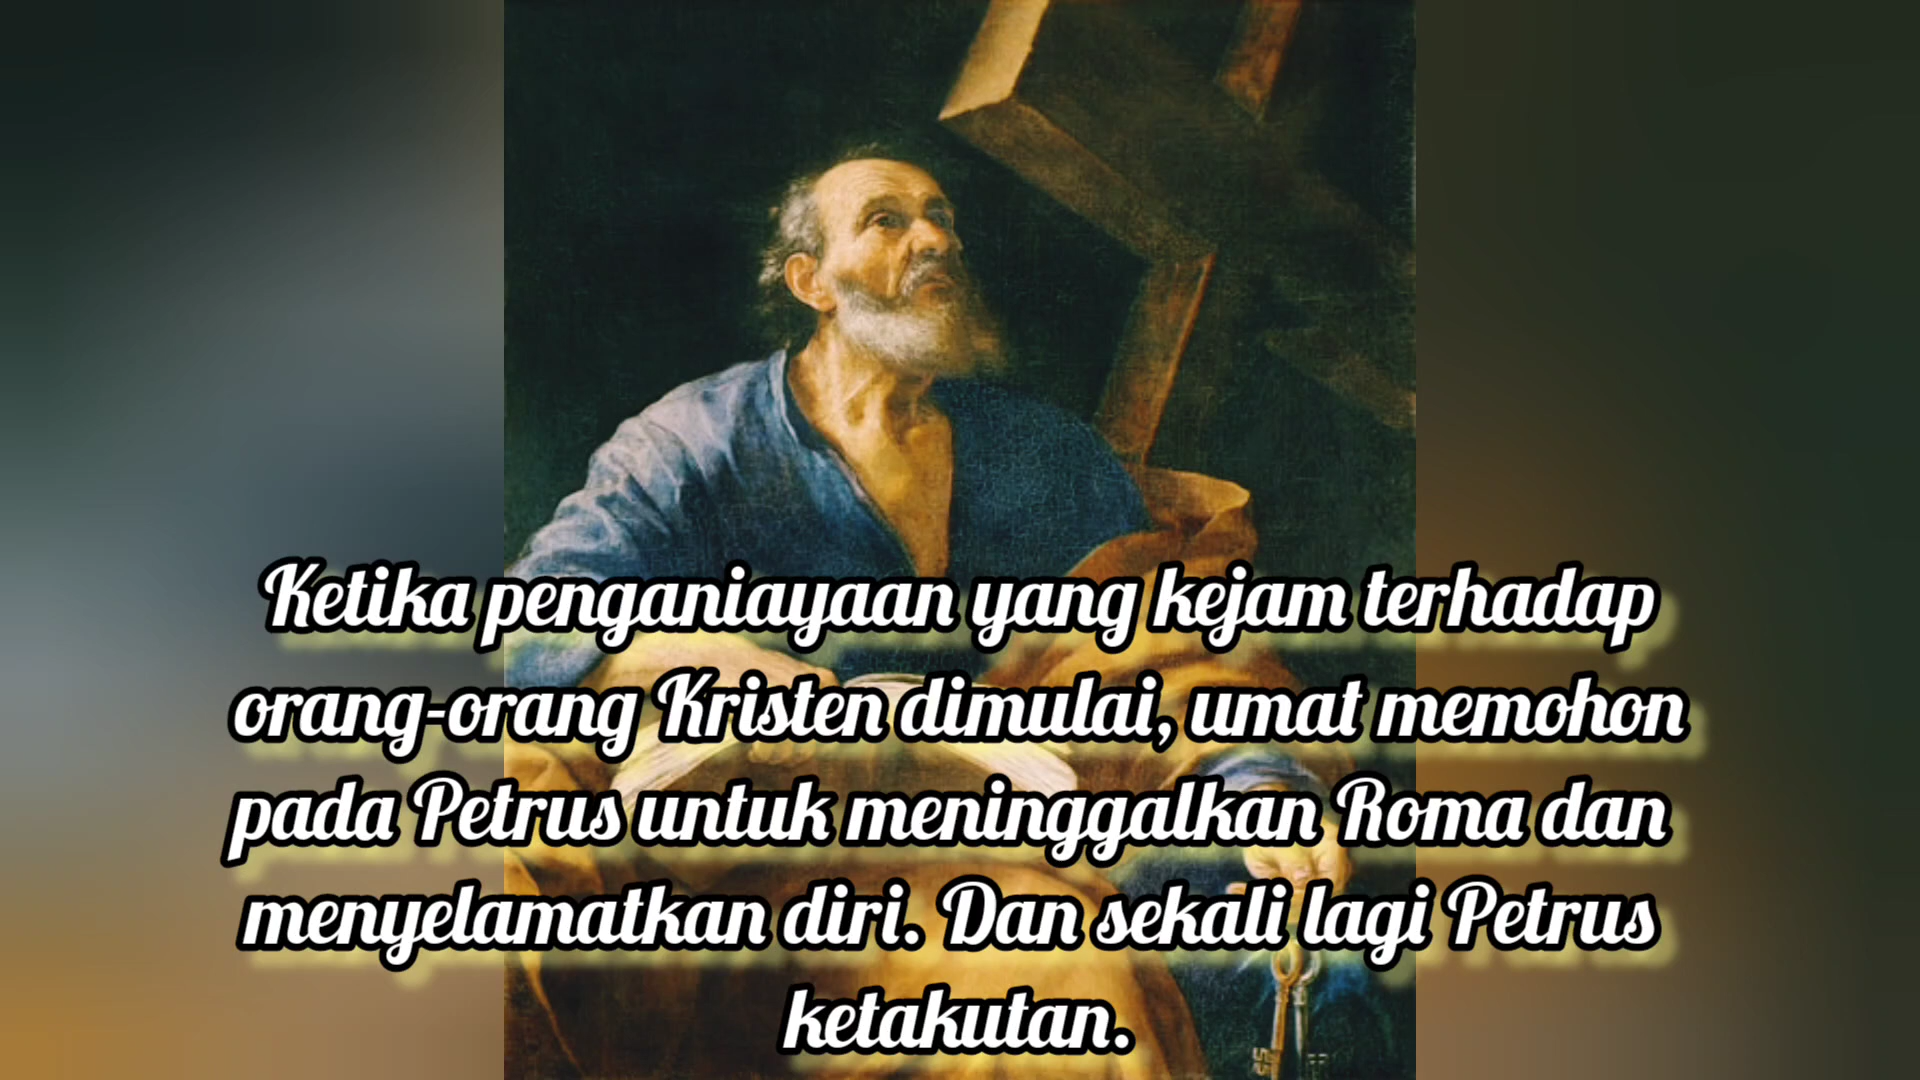 Ketika penganiayaan yang kejam terhadap
orang-orang Kristen dimulai, umat memohon
pada Petrus untuk meninggalkan Roma dan
menyelamatkan diri. Dan sekali lagi Petrus
ketakutan.